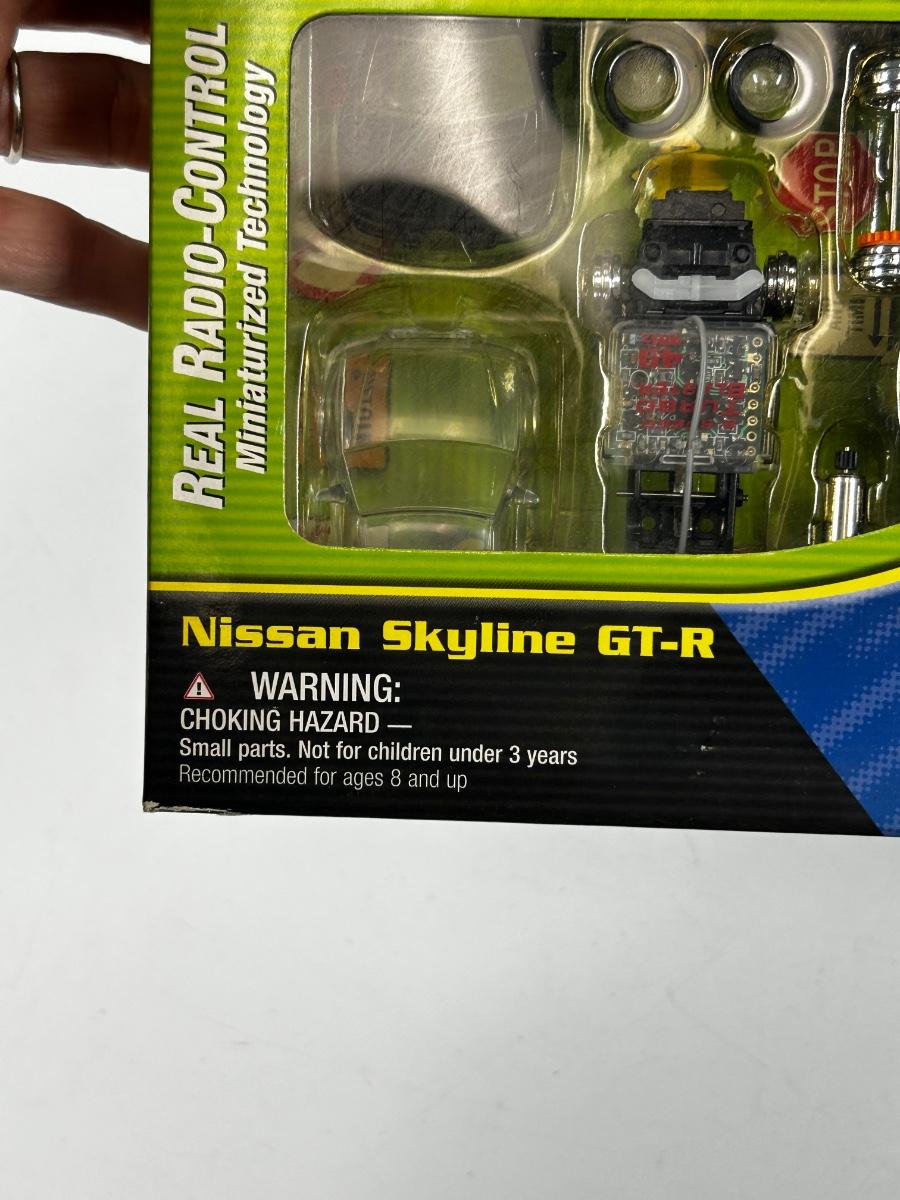 REAL RADIO-CONTROL
Miniaturized Technology
STOP
Nissan Skyline GT-R
WARNING:
CHOKING HAZARD —
Small parts. Not for children under 3 years
Recommended for ages 8 and up